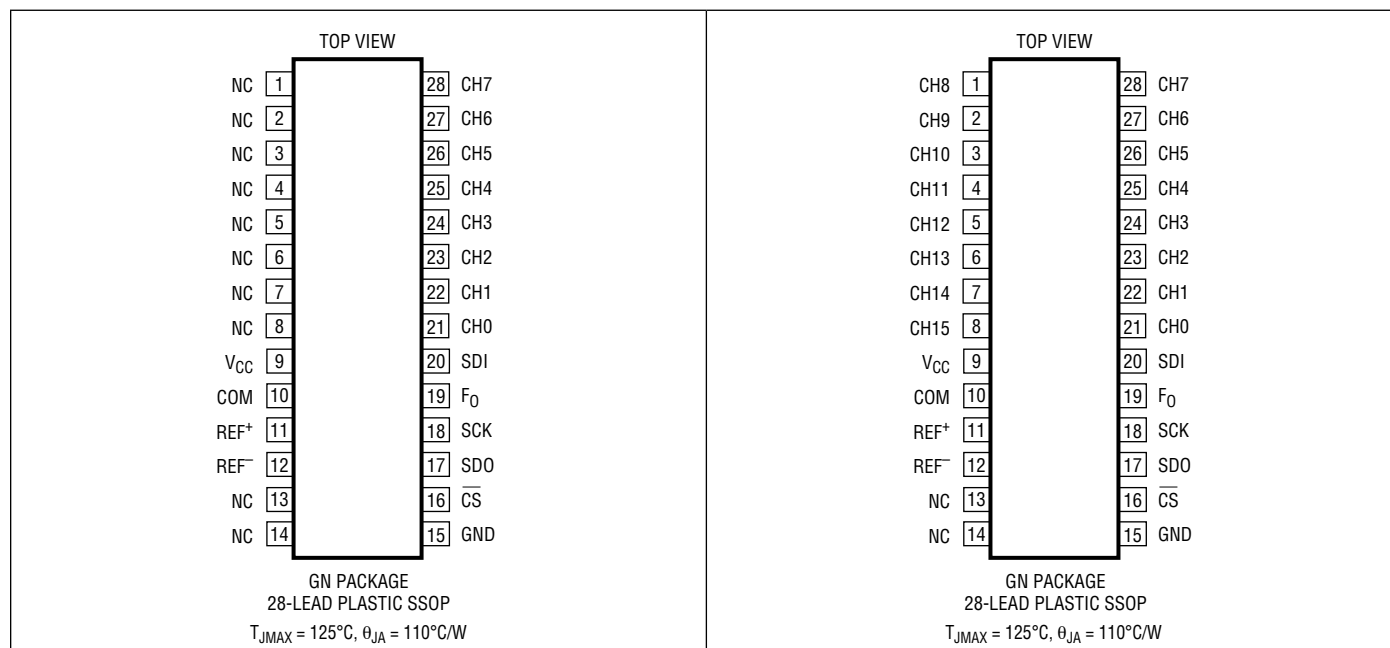 TOP VIEW
NC 1 28 CH7
NC 2 27 CH6
NC 3 26 CH5
NC 4 25 CH4
NC 5 24 CH3
NC 6 23 CH2
NC 7 22 CH1
NC 8 21 CH0
VCC 9 20 SDI
COM 10 19 FO
REF+ 11 18 SCK
REF– 12 17 SDO
NC 13 16 C̅S̅
NC 14 15 GND
GN PACKAGE
28-LEAD PLASTIC SSOP
TJMAX = 125°C, θJA = 110°C/W
TOP VIEW
CH8 1 28 CH7
CH9 2 27 CH6
CH10 3 26 CH5
CH11 4 25 CH4
CH12 5 24 CH3
CH13 6 23 CH2
CH14 7 22 CH1
CH15 8 21 CH0
VCC 9 20 SDI
COM 10 19 FO
REF+ 11 18 SCK
REF– 12 17 SDO
NC 13 16 C̅S̅
NC 14 15 GND
GN PACKAGE
28-LEAD PLASTIC SSOP
TJMAX = 125°C, θJA = 110°C/W